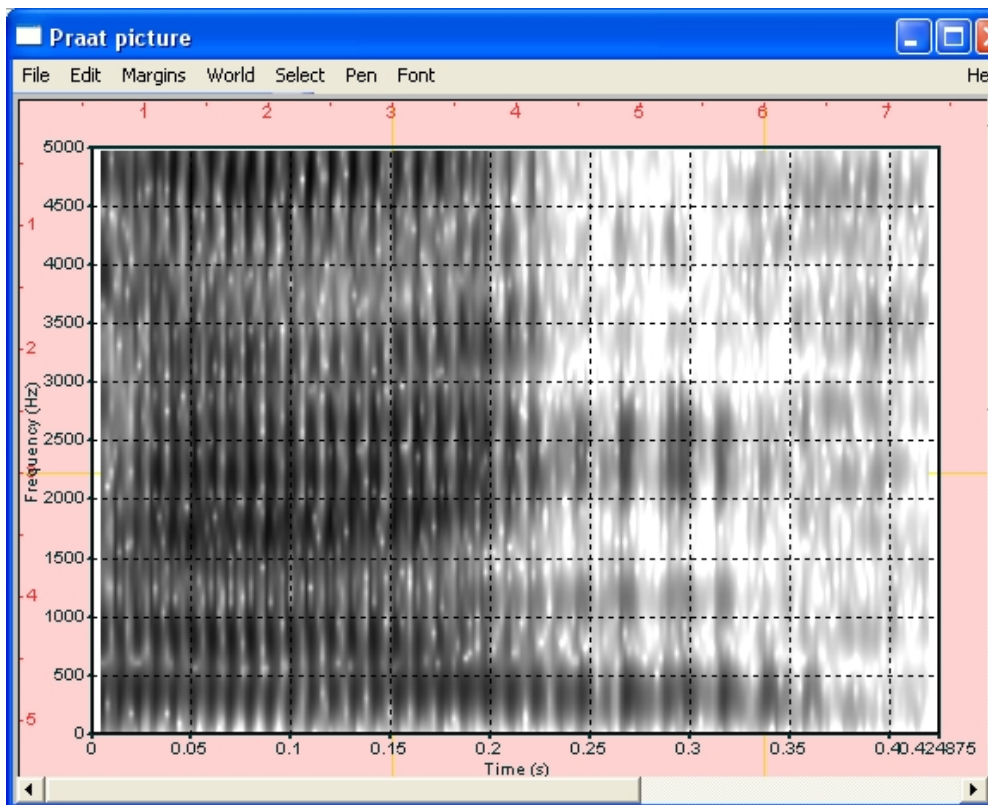 Praat picture
File Edit Margins World Select Pen Font He
1 2 3 4 5 6 7
5000
4500
1
4000
3500
2
3000
Frequency (Hz)
2500
2000
1500
4
1000
500
5
0
0 0.05 0.1 0.15 0.2 0.25 0.3 0.35 0.40.424875
Time (s)